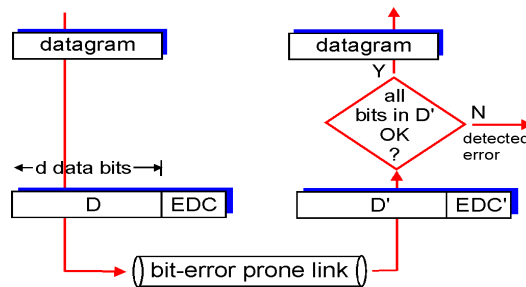 datagram
datagram
Y
all
bits in D'
OK
?
N
detected
error
d data bits
D
EDC
D'
EDC'
bit-error prone link